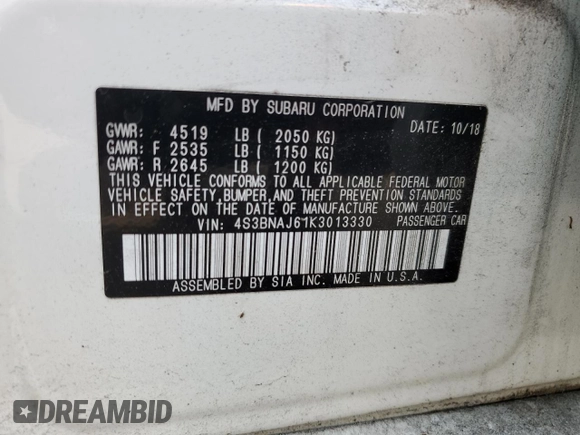 MFD BY SUBARU CORPORATION
GVWR: 4519 LB ( 2050 KG) DATE: 10/18
GAWR: F 2535 LB ( 1150 KG)
GAWR: R 2645 LB ( 1200 KG)
THIS VEHICLE CONFORMS TO ALL APPLICABLE FEDERAL MOTOR
VEHICLE SAFETY, BUMPER, AND THEFT PREVENTION STANDARDS
IN EFFECT ON THE DATE OF MANUFACTURE SHOWN ABOVE.
VIN: 4S3BNAJ61K3013330 PASSENGER CAR
ASSEMBLED BY SIA INC. MADE IN U.S.A.
DREAMBID